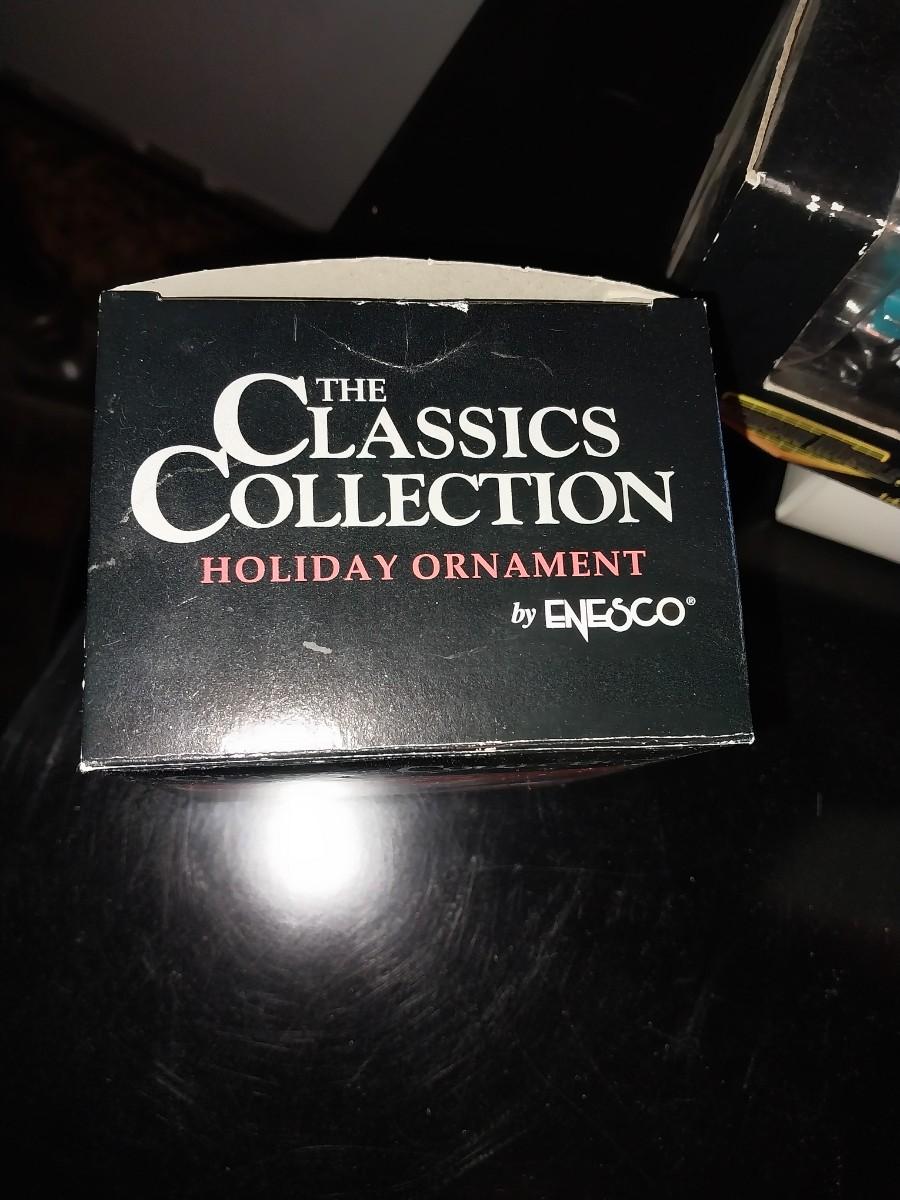 THE
CLASSICS
COLLECTION
HOLIDAY ORNAMENT
by ENESCO®